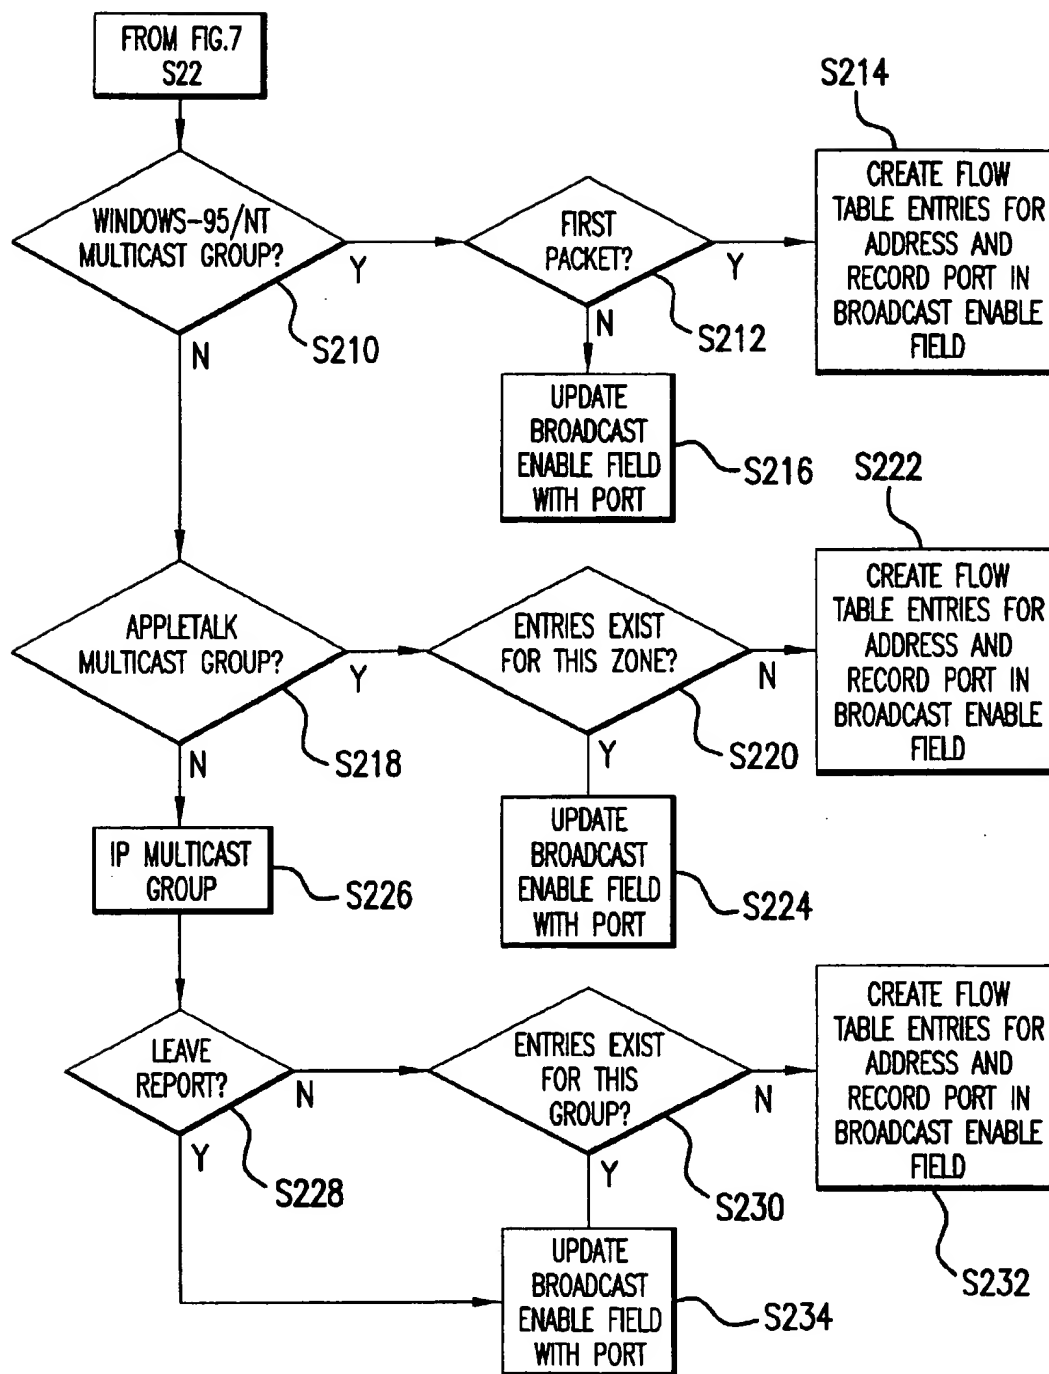 FROM FIG.7
S22
S214
WINDOWS-95/NT
MULTICAST GROUP?
Y
N
S210
FIRST
PACKET?
Y
N
S212
CREATE FLOW
TABLE ENTRIES FOR
ADDRESS AND
RECORD PORT IN
BROADCAST ENABLE
FIELD
UPDATE
BROADCAST
ENABLE FIELD
WITH PORT
S216
S222
APPLETALK
MULTICAST GROUP?
Y
N
S218
ENTRIES EXIST
FOR THIS ZONE?
N
Y
S220
CREATE FLOW
TABLE ENTRIES FOR
ADDRESS AND
RECORD PORT IN
BROADCAST ENABLE
FIELD
IP MULTICAST
GROUP
S226
UPDATE
BROADCAST
ENABLE FIELD
WITH PORT
S224
LEAVE
REPORT?
N
Y
S228
ENTRIES EXIST
FOR THIS
GROUP?
N
Y
S230
CREATE FLOW
TABLE ENTRIES FOR
ADDRESS AND
RECORD PORT IN
BROADCAST ENABLE
FIELD
S232
UPDATE
BROADCAST
ENABLE FIELD
WITH PORT
S234